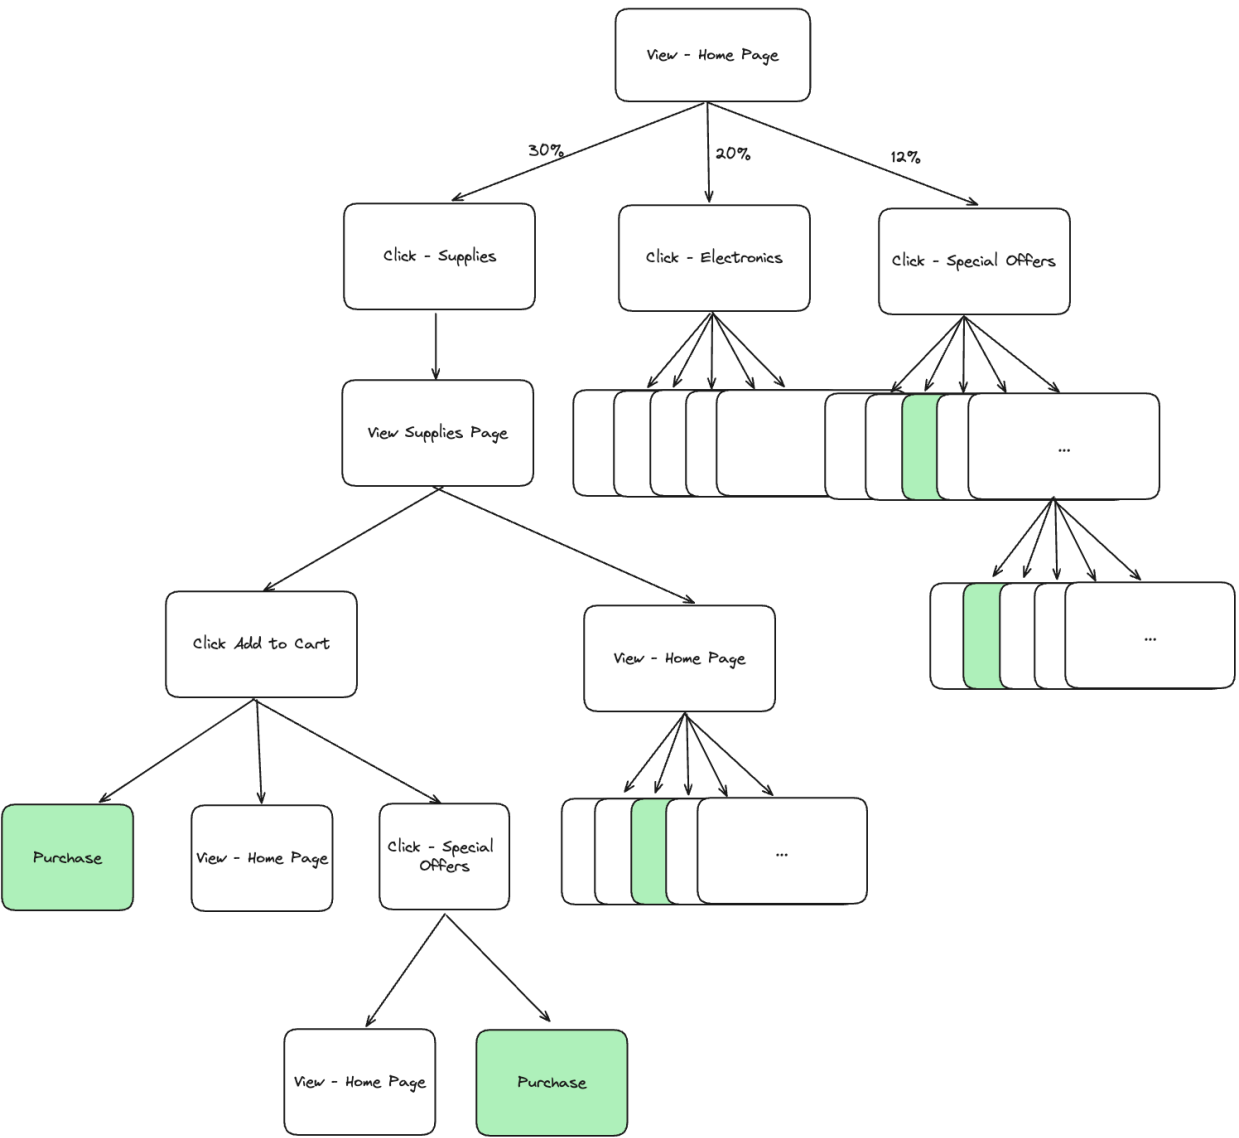 View - Home Page
30%
20%
12%
Click - Supplies
Click - Electronics
Click - Special Offers
View Supplies Page
...
Click Add to Cart
View - Home Page
...
Purchase
View - Home Page
Click - Special
Offers
...
View - Home Page
Purchase